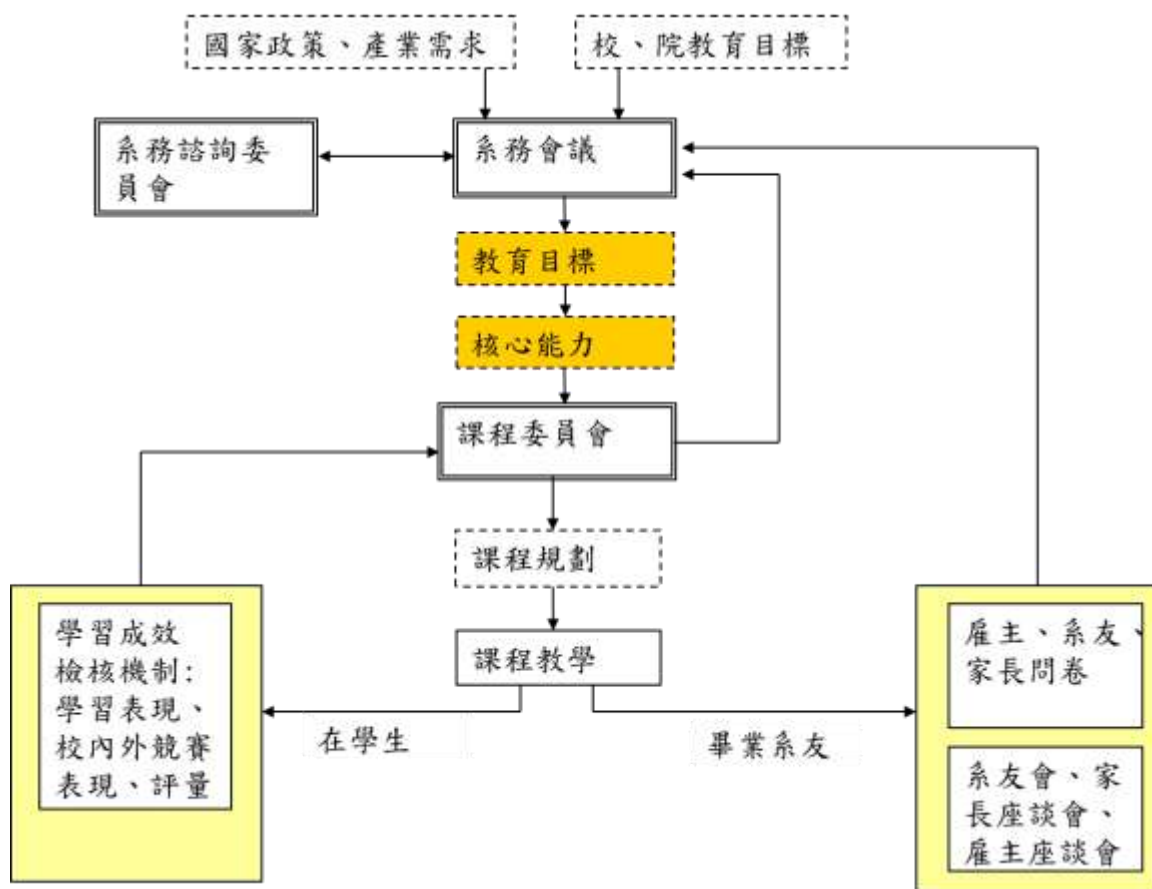 國家政策、產業需求
校、院教育目標
系務諮詢委
員會
系務會議
教育目標
核心能力
課程委員會
課程規劃
課程教學
學習成效
檢核機制:
學習表現、
校內外競賽
表現、評量
在學生
畢業系友
雇主、系友、
家長問卷
系友會、家
長座談會、
雇主座談會